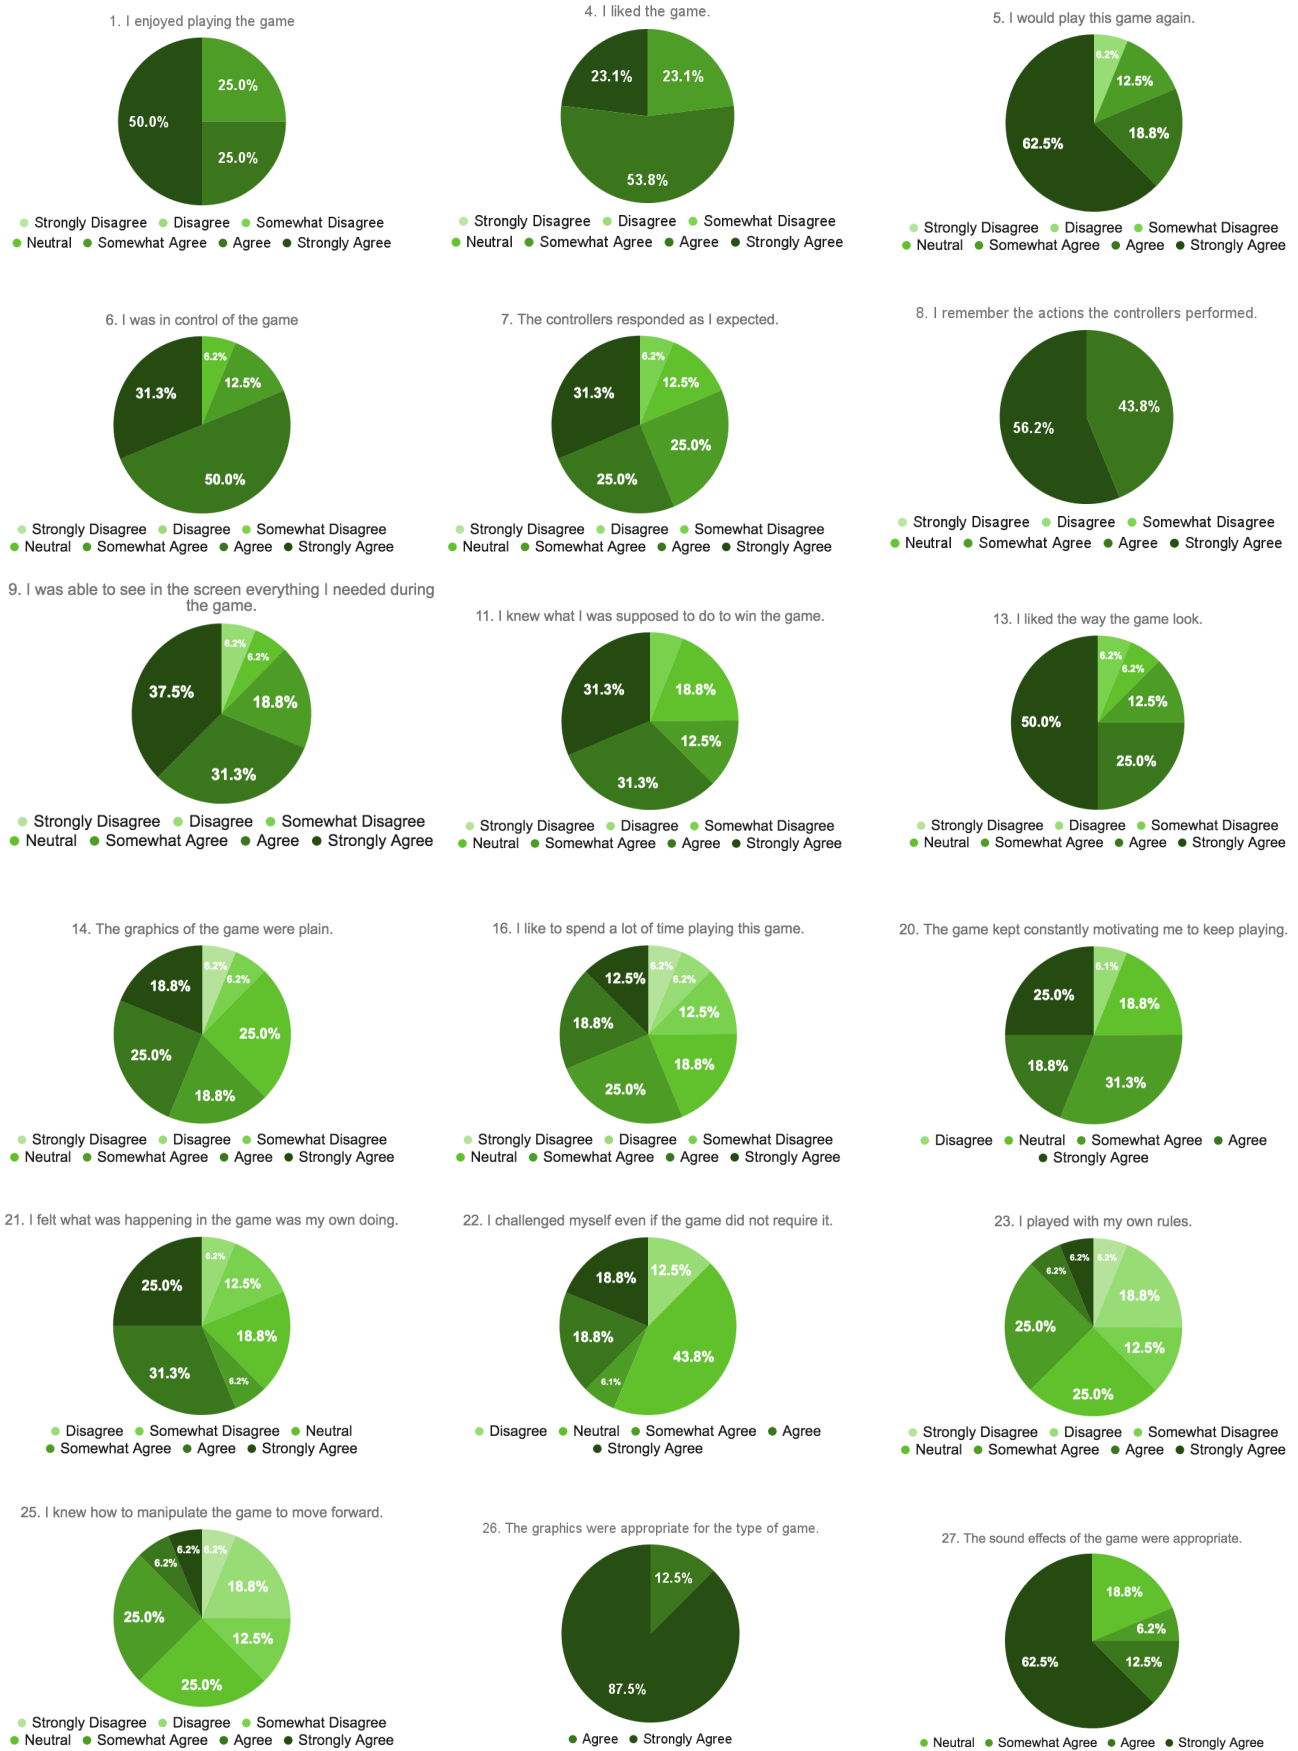 1. I enjoyed playing the game
25.0%
50.0%
25.0%
Strongly Disagree Disagree Somewhat Disagree
Neutral Somewhat Agree Agree Strongly Agree
4. I liked the game.
23.1% 23.1%
53.8%
Strongly Disagree Disagree Somewhat Disagree
Neutral Somewhat Agree Agree Strongly Agree
5. I would play this game again.
6.2%
12.5%
18.8%
62.5%
Strongly Disagree Disagree Somewhat Disagree
Neutral Somewhat Agree Agree Strongly Agree
6. I was in control of the game
6.2%
12.5%
31.3%
50.0%
Strongly Disagree Disagree Somewhat Disagree
Neutral Somewhat Agree Agree Strongly Agree
7. The controllers responded as I expected.
6.2%
12.5%
31.3%
25.0%
25.0%
Strongly Disagree Disagree Somewhat Disagree
Neutral Somewhat Agree Agree Strongly Agree
8. I remember the actions the controllers performed.
43.8%
56.2%
Strongly Disagree Disagree Somewhat Disagree
Neutral Somewhat Agree Agree Strongly Agree
9. I was able to see in the screen everything I needed during
the game.
6.2%
6.2%
37.5%
18.8%
31.3%
Strongly Disagree Disagree Somewhat Disagree
Neutral Somewhat Agree Agree Strongly Agree
11. I knew what I was supposed to do to win the game.
31.3% 18.8%
12.5%
31.3%
Strongly Disagree Disagree Somewhat Disagree
Neutral Somewhat Agree Agree Strongly Agree
13. I liked the way the game look.
6.2%
6.2%
12.5%
50.0%
25.0%
Strongly Disagree Disagree Somewhat Disagree
Neutral Somewhat Agree Agree Strongly Agree
14. The graphics of the game were plain.
6.2%
6.2%
18.8%
25.0%
25.0%
18.8%
Strongly Disagree Disagree Somewhat Disagree
Neutral Somewhat Agree Agree Strongly Agree
16. I like to spend a lot of time playing this game.
6.2%
12.5% 6.2%
12.5%
18.8%
18.8%
25.0%
Strongly Disagree Disagree Somewhat Disagree
Neutral Somewhat Agree Agree Strongly Agree
20. The game kept constantly motivating me to keep playing.
6.1%
25.0% 18.8%
18.8%
31.3%
Disagree Neutral Somewhat Agree Agree
Strongly Agree
21. I felt what was happening in the game was my own doing.
6.2%
25.0% 12.5%
18.8%
31.3% 6.2%
Disagree Somewhat Disagree Neutral
Somewhat Agree Agree Strongly Agree
22. I challenged myself even if the game did not require it.
12.5%
18.8%
18.8%
43.8%
6.1%
Disagree Neutral Somewhat Agree Agree
Strongly Agree
23. I played with my own rules.
6.2% 6.2%
6.2%
18.8%
25.0%
12.5%
25.0%
Strongly Disagree Disagree Somewhat Disagree
Neutral Somewhat Agree Agree Strongly Agree
25. I knew how to manipulate the game to move forward.
6.2% 6.2%
6.2%
18.8%
25.0%
12.5%
25.0%
Strongly Disagree Disagree Somewhat Disagree
Neutral Somewhat Agree Agree Strongly Agree
26. The graphics were appropriate for the type of game.
12.5%
87.5%
Agree Strongly Agree
27. The sound effects of the game were appropriate.
18.8%
6.2%
62.5% 12.5%
Neutral Somewhat Agree Agree Strongly Agree